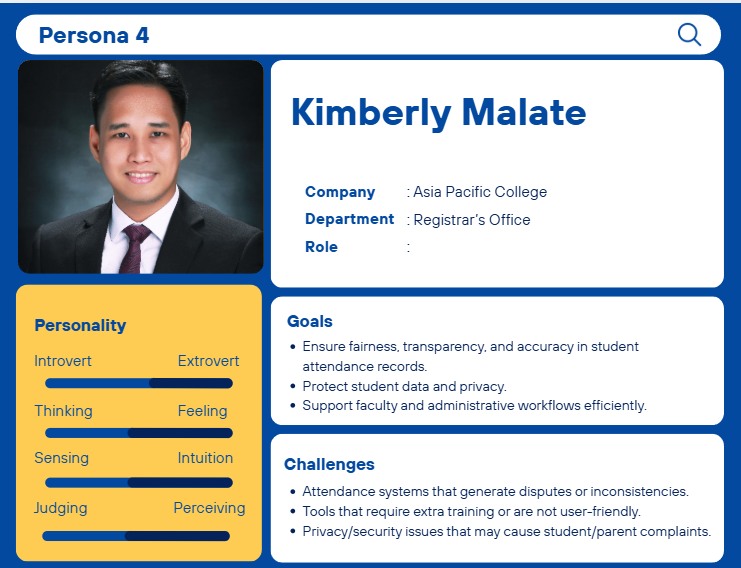 Persona 4
Kimberly Malate
Company : Asia Pacific College
Department : Registrar's Office
Role :
Personality
Introvert Extrovert
Thinking Feeling
Sensing Intuition
Judging Perceiving
Goals
• Ensure fairness, transparency, and accuracy in student
attendance records.
• Protect student data and privacy.
• Support faculty and administrative workflows efficiently.
Challenges
• Attendance systems that generate disputes or inconsistencies.
• Tools that require extra training or are not user-friendly.
• Privacy/security issues that may cause student/parent complaints.